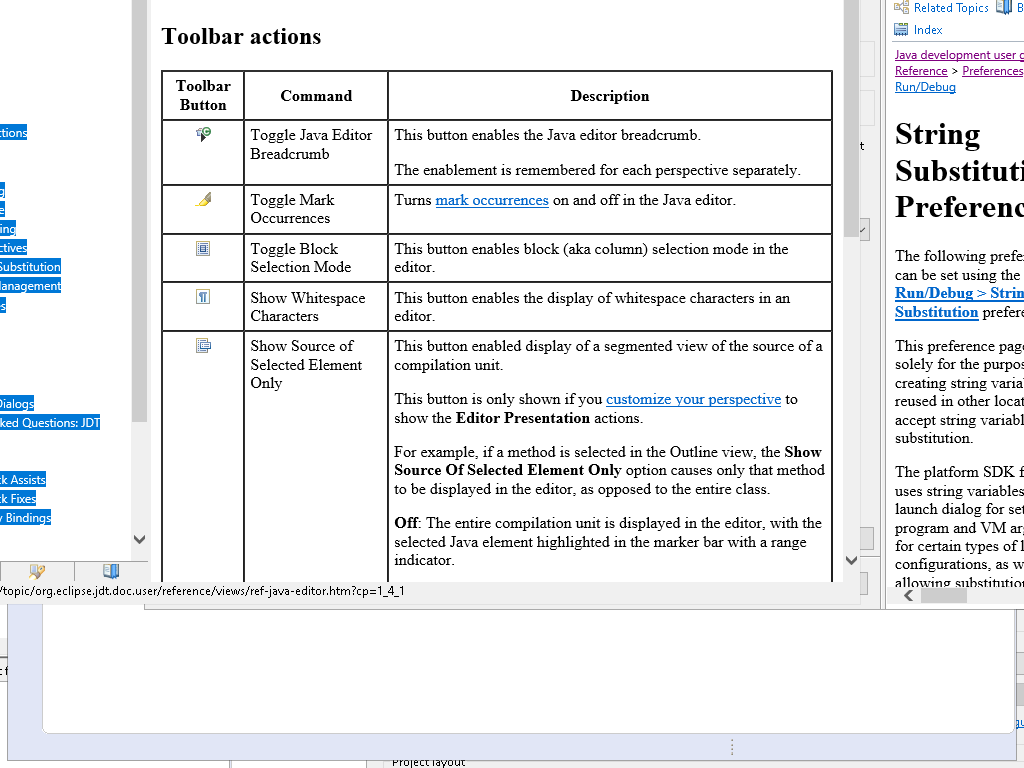 Toolbar actions
Toolbar Button
Command
Description
Toggle Java Editor
Breadcrumb
This button enables the Java editor breadcrumb.
The enablement is remembered for each perspective separately.
Toggle Mark
Occurrences
Turns mark occurrences on and off in the Java editor.
Toggle Block
Selection Mode
This button enables block (aka column) selection mode in the
editor.
Show Whitespace
Characters
This button enables the display of whitespace characters in an
editor.
Show Source of
Selected Element
Only
This button enabled display of a segmented view of the source of a
compilation unit.
This button is only shown if you customize your perspective to
show the Editor Presentation actions.
For example, if a method is selected in the Outline view, the Show
Source Of Selected Element Only option causes only that method
to be displayed in the editor, as opposed to the entire class.
Off: The entire compilation unit is displayed in the editor, with the
selected Java element highlighted in the marker bar with a range
indicator.
Substitution
Dialogs
ked Questions: JDT
k Assists
k Fixes
y Bindings
/topic/org.eclipse.jdt.doc.user/reference/views/ref-java-editor.htm?cp=1_4_1
Related Topics
Index
Java development user g
Reference > Preferences
Run/Debug
String
Substituti
Preferenc
The following prefe
can be set using the
Run/Debug > Strin
Substitution prefere
This preference page
solely for the purpos
creating string varia
reused in other locat
accept string variabl
substitution.
The platform SDK f
uses string variables
launch dialog for set
program and VM arg
for certain types of l
configurations, as w
allowing substitution
Project layout